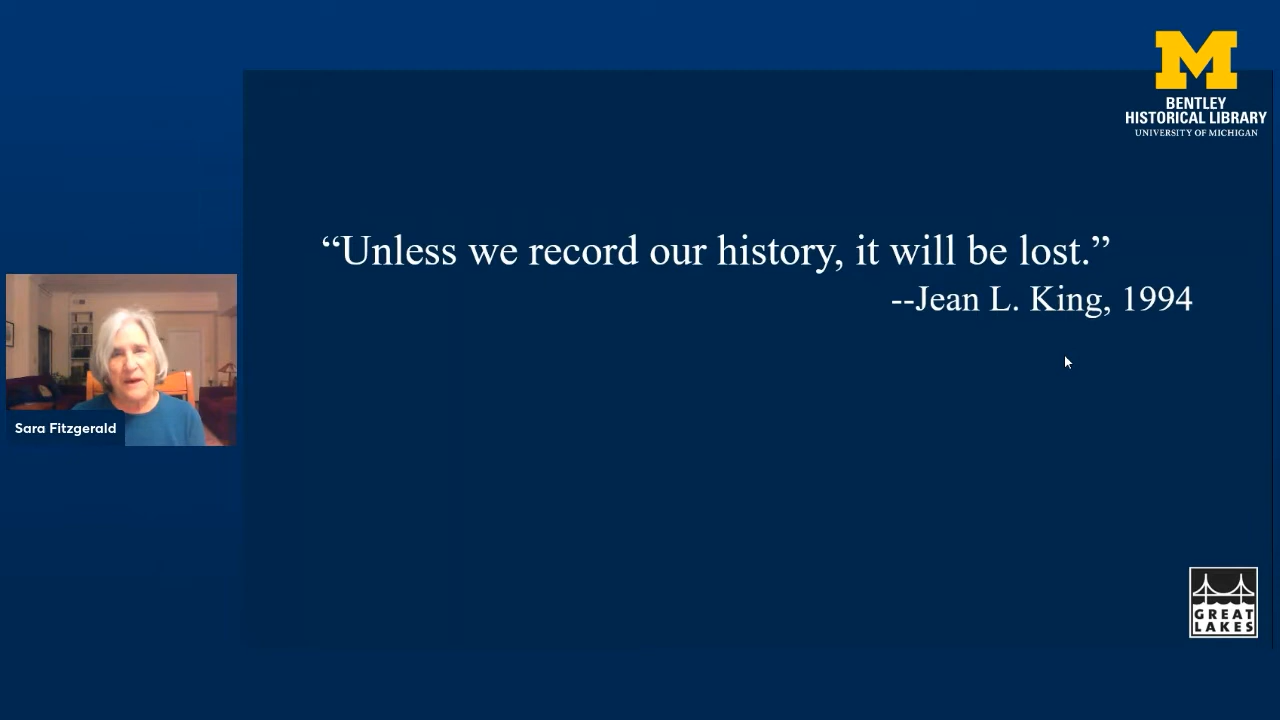 M
BENTLEY
HISTORICAL LIBRARY
UNIVERSITY OF MICHIGAN
“Unless we record our history, it will be lost.”
--Jean L. King, 1994
Sara Fitzgerald
GREAT
LAKES